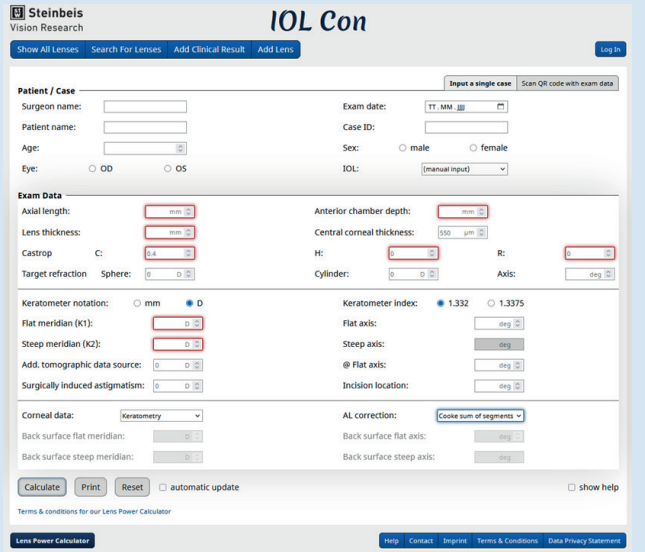 Steinbeis
Vision Research
IOL Con
Show All Lenses Search For Lenses Add Clinical Result Add Lens Log In
Input a single case Scan QR code with exam data
Patient / Case
Surgeon name: Exam date: TT . MM . JJJJ
Patient name: Case ID:
Age: Sex: male female
Eye: OD OS IOL: (manual input)
Exam Data
Axial length: mm Anterior chamber depth: mm
Lens thickness: mm Central corneal thickness: 550 µm
Castrop C: 0.4 H: 0 R: 0
Target refraction Sphere: 0 D Cylinder: 0 D Axis: deg
Keratometer notation: mm D Keratometer index: 1.332 1.3375
Flat meridian (K1): D Flat axis: deg
Steep meridian (K2): D Steep axis: deg
Add. tomographic data source: 0 D @ Flat axis: deg
Surgically induced astigmatism: 0 D Incision location: deg
Corneal data: Keratometry AL correction: Cooke sum of segments
Back surface flat meridian: D Back surface flat axis: deg
Back surface steep meridian: D Back surface steep axis: deg
Calculate Print Reset automatic update show help
Terms & conditions for our Lens Power Calculator
Lens Power Calculator Help Contact Imprint Terms & Conditions Data Privacy Statement